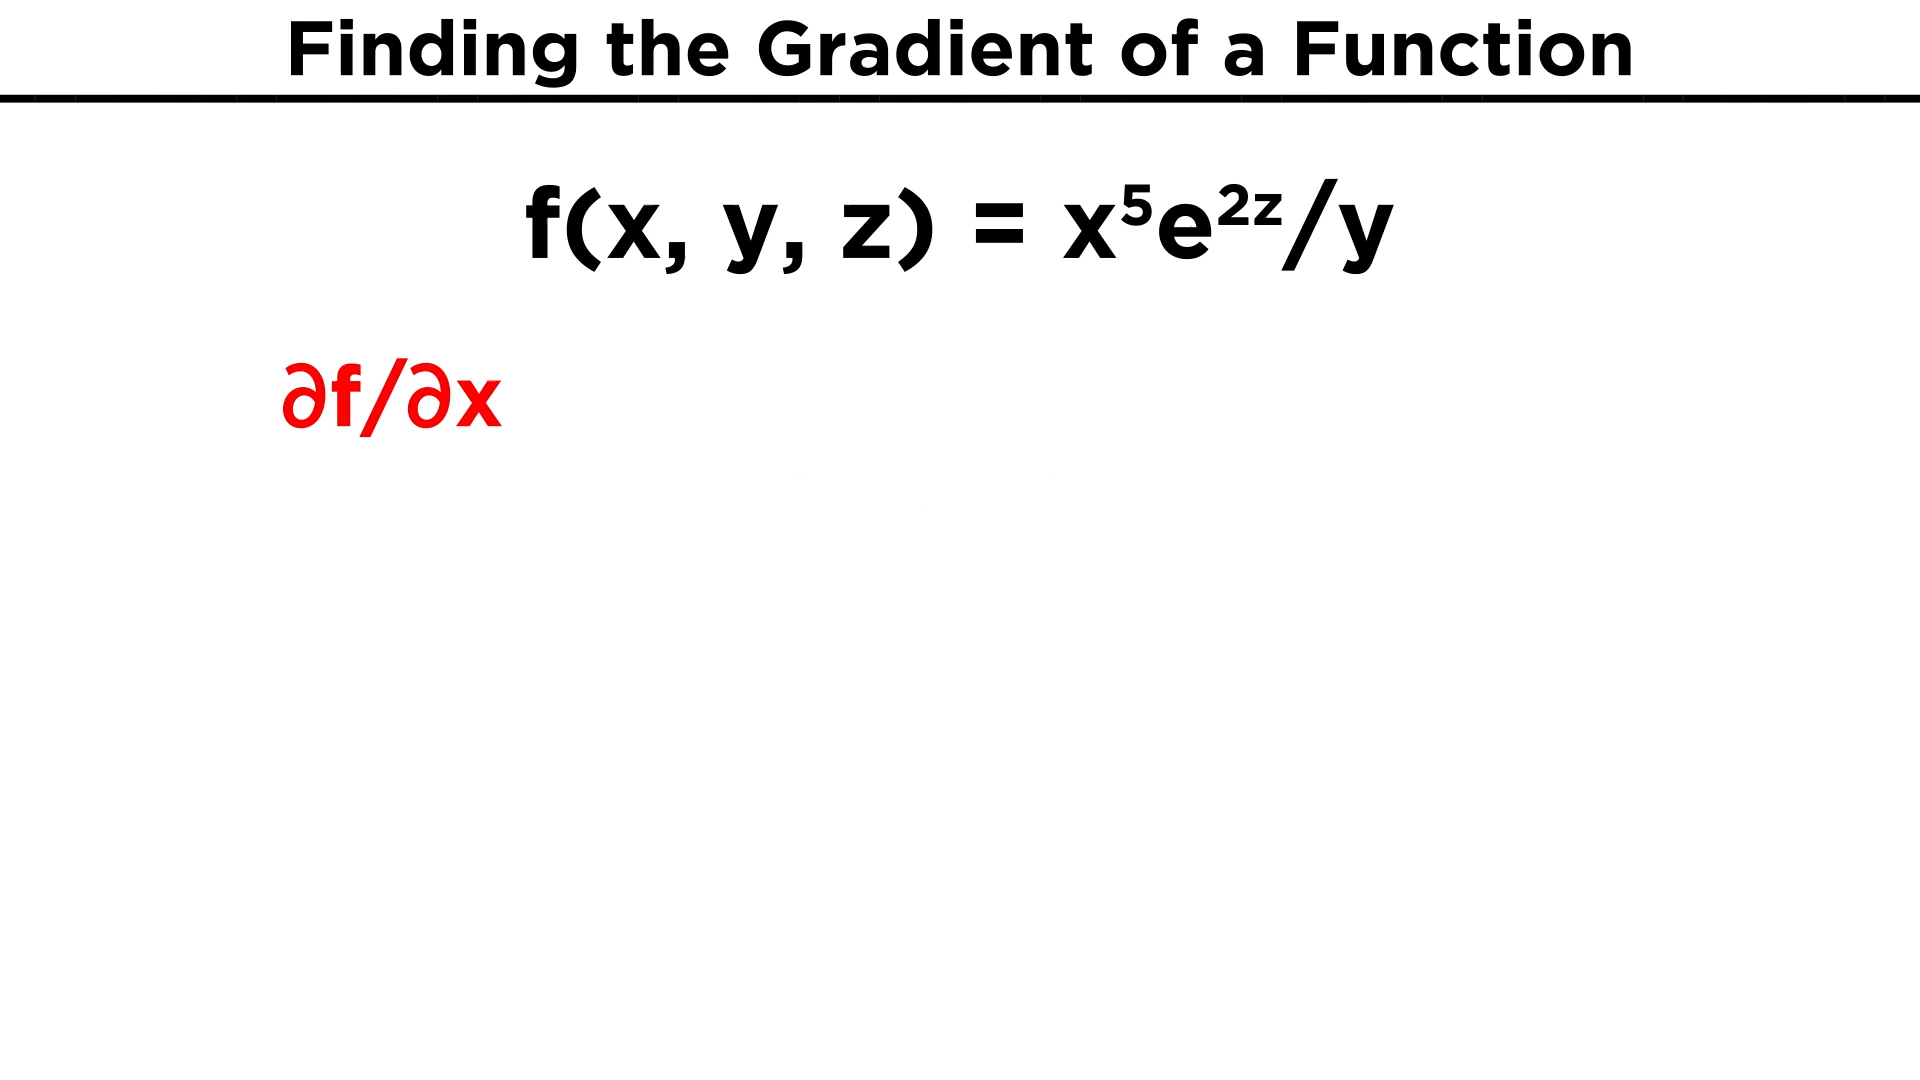 Finding the Gradient of a Function
f(x, y, z) = x⁵e²ᶻ/y
∂f/∂x